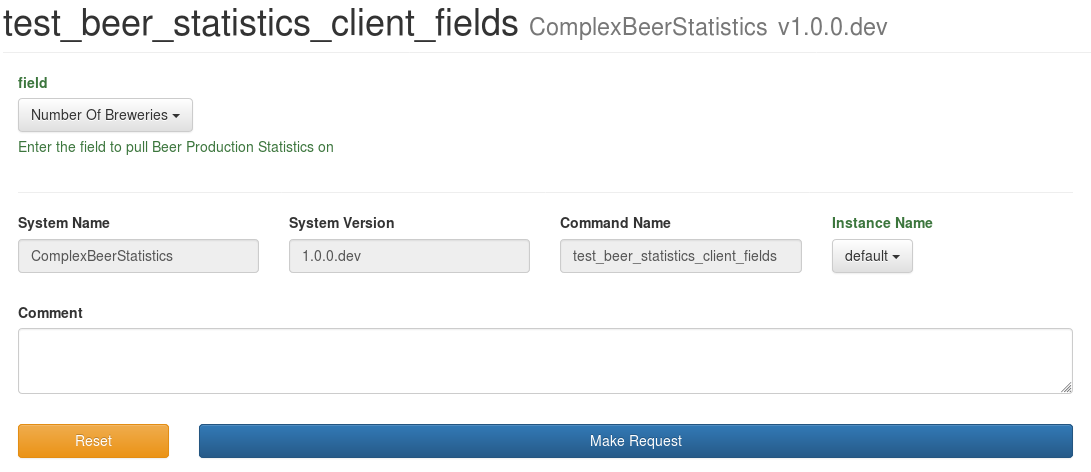 test_beer_statistics_client_fields ComplexBeerStatistics v1.0.0.dev
field
Number Of Breweries
Enter the field to pull Beer Production Statistics on
System Name System Version Command Name Instance Name
ComplexBeerStatistics 1.0.0.dev test_beer_statistics_client_fields default
Comment
Reset Make Request